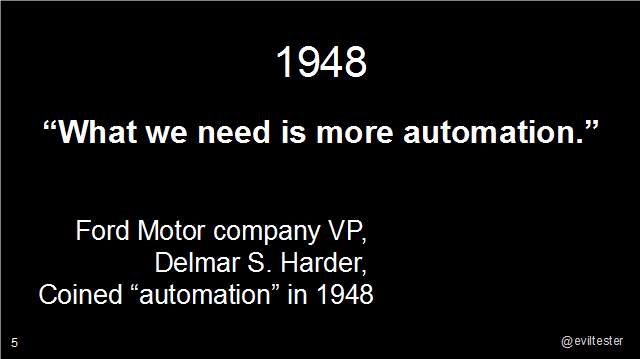 1948
“What we need is more automation.”
Ford Motor company VP,
Delmar S. Harder,
Coined “automation” in 1948
5
@eviltester